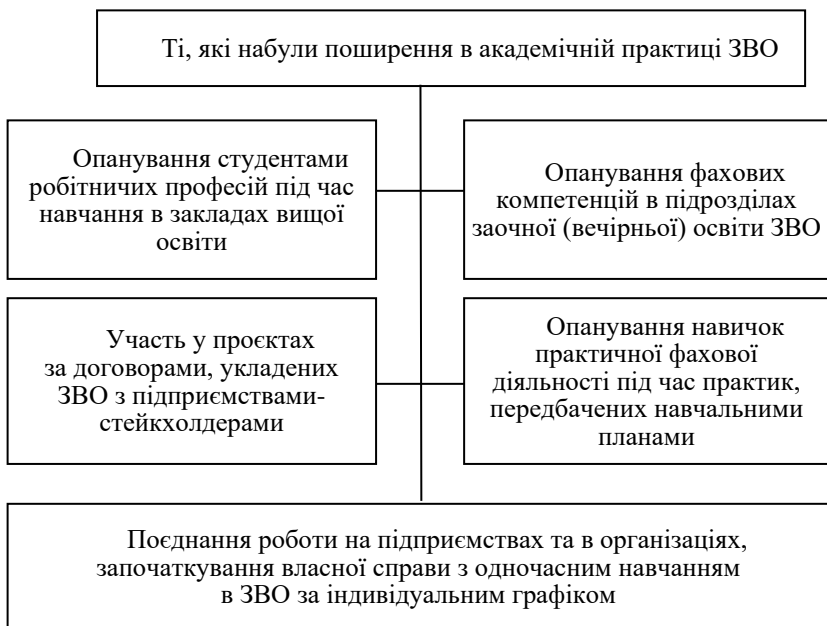 Ті, які набули поширення в академічній практиці ЗВО
Опанування студентами
робітничих професій під час
навчання в закладах вищої
освіти
Опанування фахових
компетенцій в підрозділах
заочної (вечірньої) освіти ЗВО
Участь у проєктах
за договорами, укладених
ЗВО з підприємствами-
стейкхолдерами
Опанування навичок
практичної фахової
діяльності під час практик,
передбачених навчальними
планами
Поєднання роботи на підприємствах та в організаціях,
започаткування власної справи з одночасним навчанням
в ЗВО за індивідуальним графіком